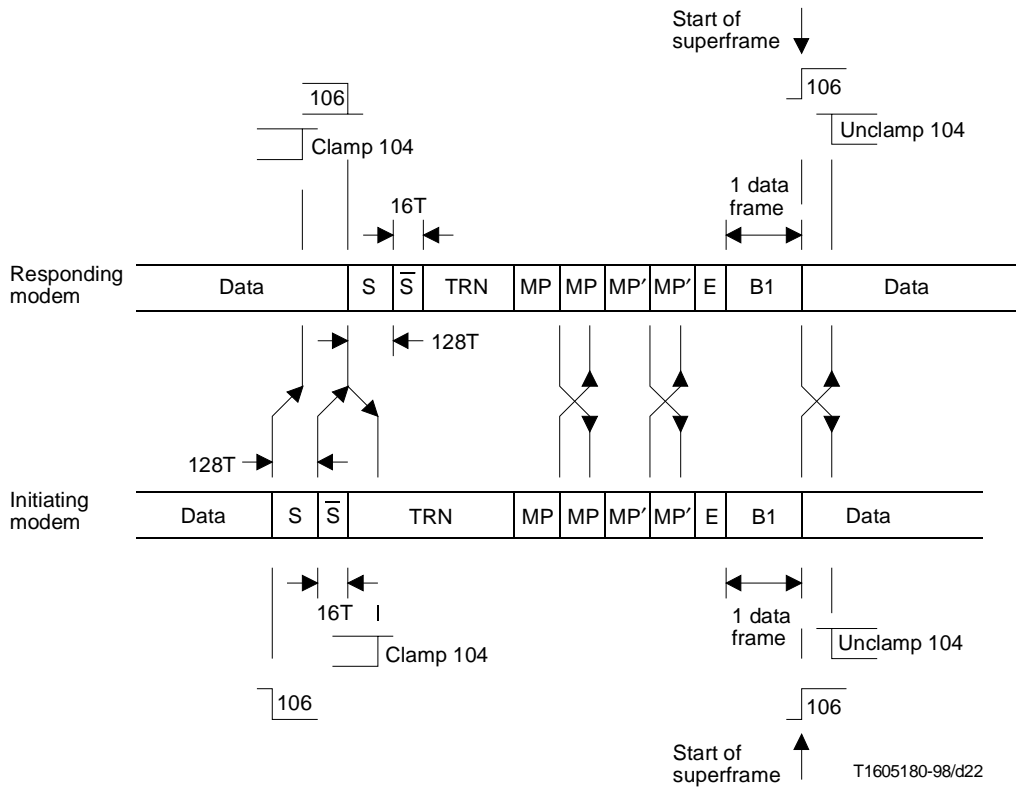 Start of
superframe
106
106
Clamp 104
Unclamp 104
1 data
frame
16T
Responding
modem
Data S S̅ TRN MP MP MP′ MP′ E B1 Data
128T
128T
Initiating
modem
Data S S̅ TRN MP MP MP′ MP′ E B1 Data
16T
1 data
frame
Clamp 104
Unclamp 104
106
106
Start of
superframe
T1605180-98/d22